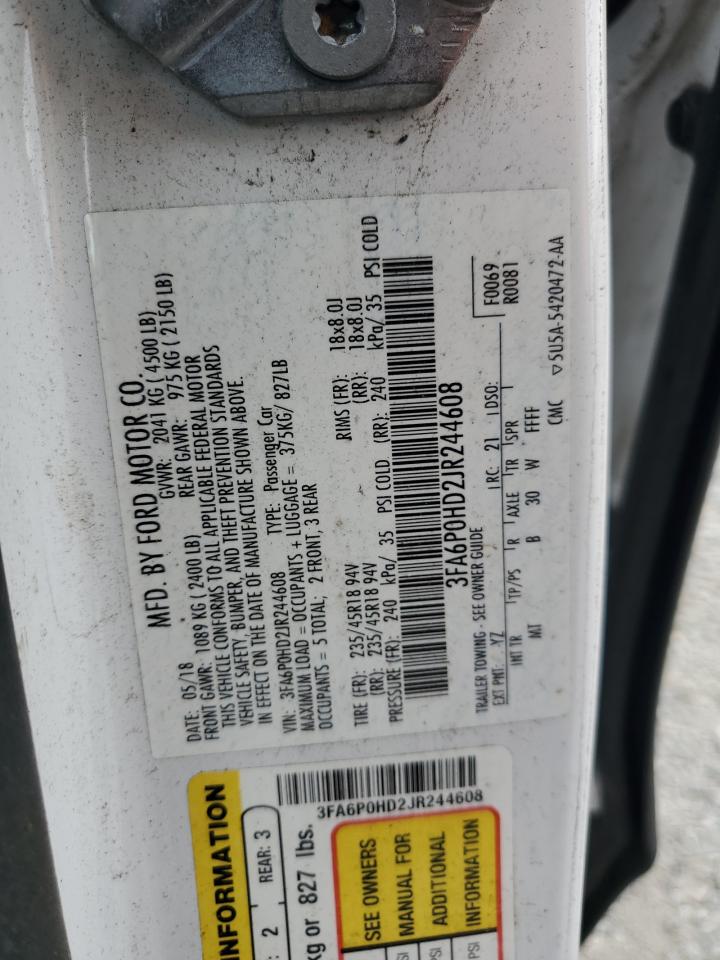 MFD. BY FORD MOTOR CO.
DATE: 05/18 GVWR: 2041 KG ( 4500 LB)
FRONT GAWR: 1089 KG ( 2400 LB) REAR GAWR: 975 KG ( 2150 LB)
THIS VEHICLE CONFORMS TO ALL APPLICABLE FEDERAL MOTOR
VEHICLE SAFETY, BUMPER, AND THEFT PREVENTION STANDARDS
IN EFFECT ON THE DATE OF MANUFACTURE SHOWN ABOVE.
VIN: 3FA6P0HD2JR244608 TYPE: Passenger Car
MAXIMUM LOAD = OCCUPANTS + LUGGAGE = 375KG/ 827LB
OCCUPANTS = 5 TOTAL; 2 FRONT, 3 REAR
TIRE (FR): 235/45R18 94V RIMS (FR): 18x8.0J
(RR): 235/45R18 94V (RR): 18x8.0J
PRESSURE (FR): 240 kPa/ 35 PSI COLD (RR): 240 kPa/ 35 PSI COLD
3FA6P0HD2JR244608
TRAILER TOWING - SEE OWNER GUIDE
F0069
R0081
EXT PNT: YZ RC: 21 DSO:
INT TR TP/PS R AXLE TR SPR
MT B 30 W FFFF
CMC ▽5U5A-5420472-AA
3FA6P0HD2JR244608
INFORMATION
: 2 REAR: 3
kg or 827 lbs.
SEE OWNERS
MANUAL FOR
ADDITIONAL
INFORMATION
PSI
PSI
PSI